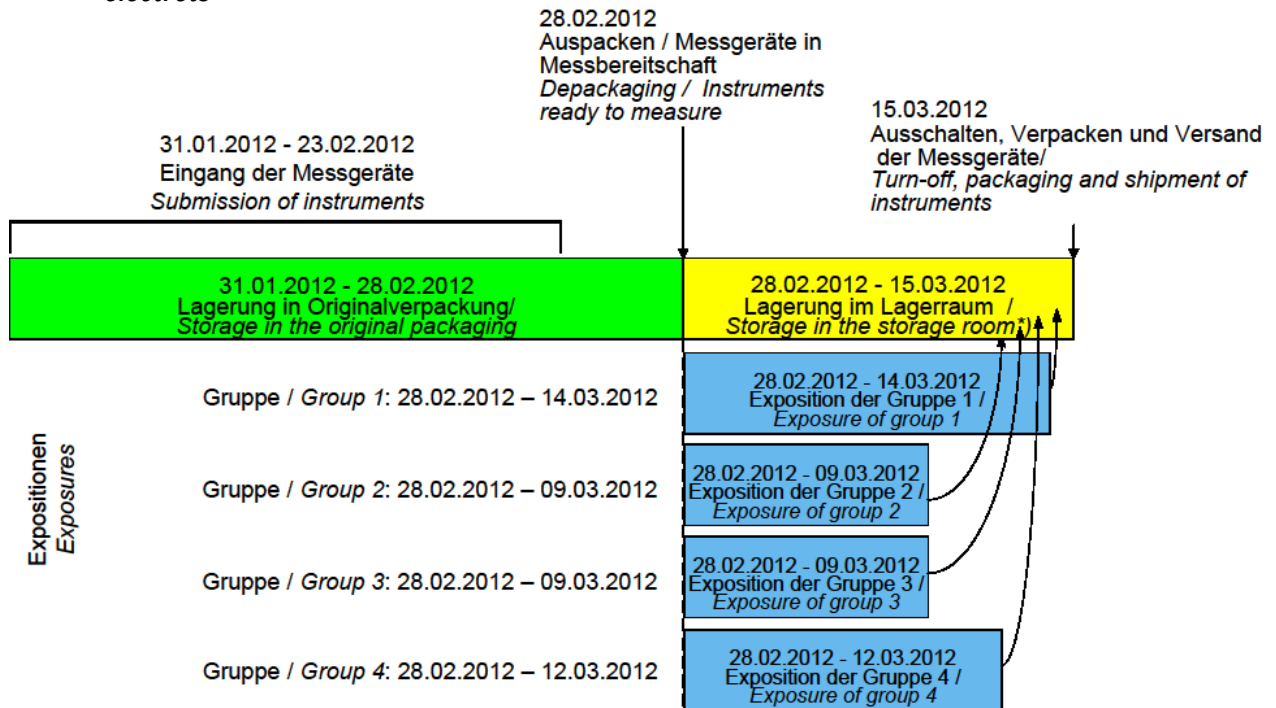 electrets
28.02.2012
Auspacken / Messgeräte in
Messbereitschaft
Depackaging / Instruments
ready to measure
15.03.2012
Ausschalten, Verpacken und Versand
der Messgeräte/
Turn-off, packaging and shipment of
instruments
31.01.2012 - 23.02.2012
Eingang der Messgeräte
Submission of instruments
31.01.2012 - 28.02.2012
Lagerung in Originalverpackung/
Storage in the original packaging
28.02.2012 - 15.03.2012
Lagerung im Lagerraum /
Storage in the storage room*)
Expositionen
Exposures
Gruppe / Group 1: 28.02.2012 – 14.03.2012
28.02.2012 - 14.03.2012
Exposition der Gruppe 1 /
Exposure of group 1
Gruppe / Group 2: 28.02.2012 – 09.03.2012
28.02.2012 - 09.03.2012
Exposition der Gruppe 2 /
Exposure of group 2
Gruppe / Group 3: 28.02.2012 – 09.03.2012
28.02.2012 - 09.03.2012
Exposition der Gruppe 3 /
Exposure of group 3
Gruppe / Group 4: 28.02.2012 – 12.03.2012
28.02.2012 - 12.03.2012
Exposition der Gruppe 4 /
Exposure of group 4